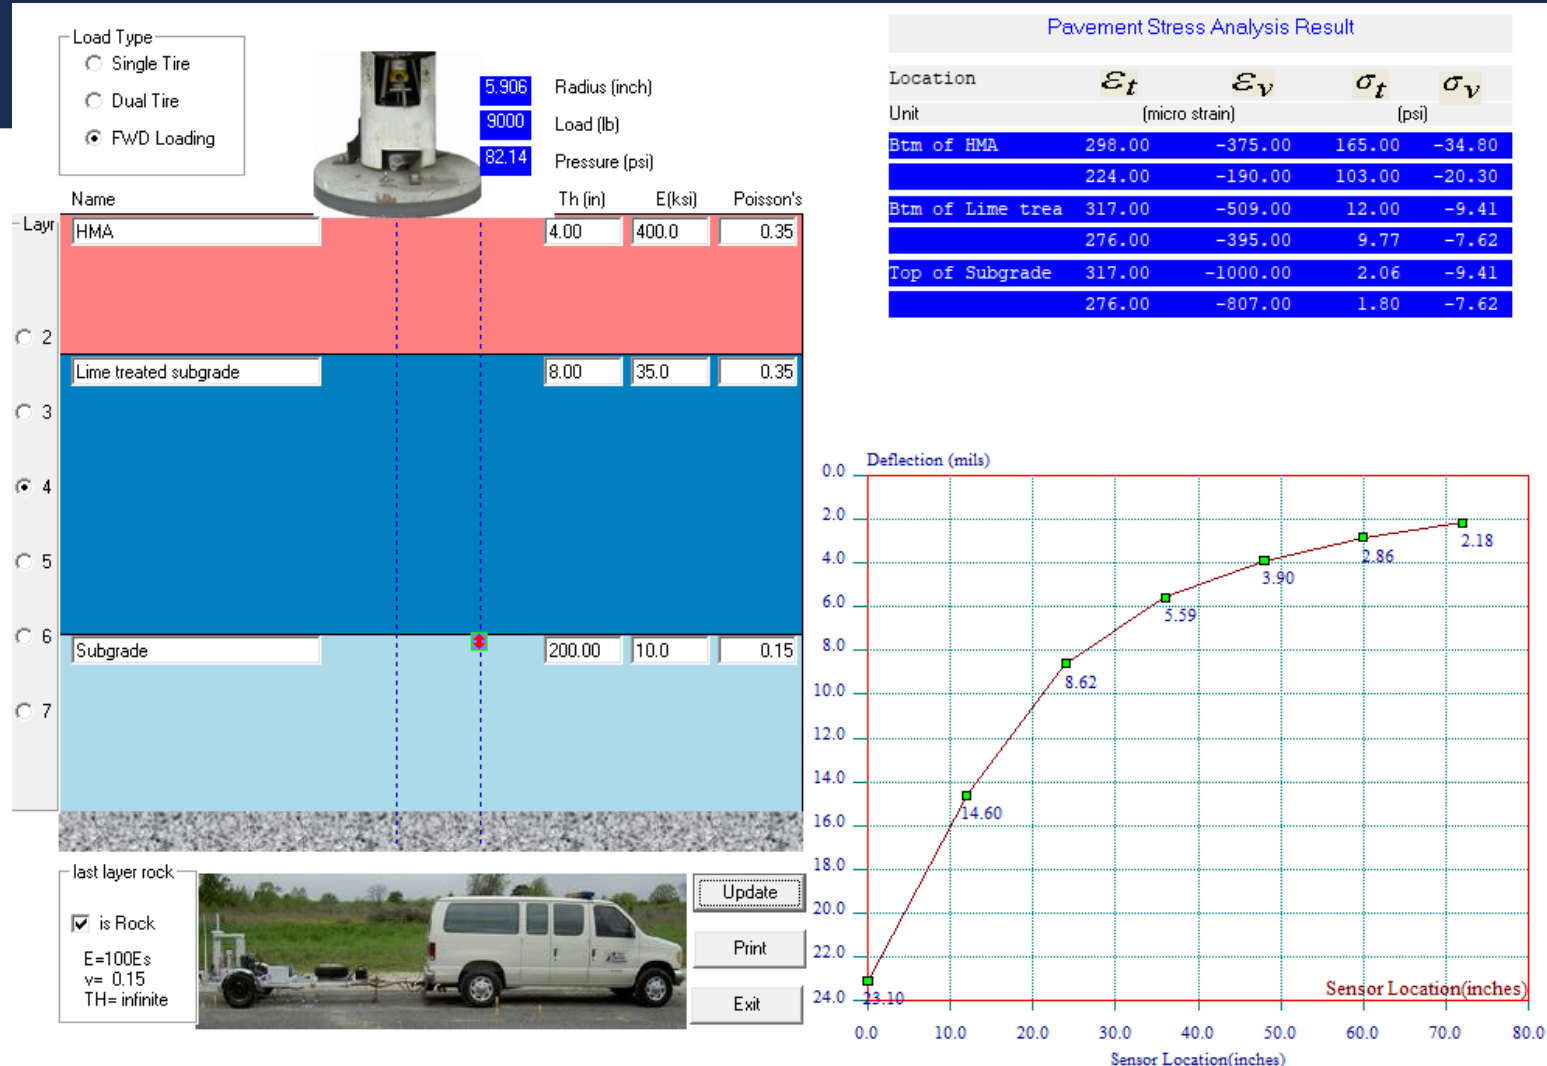 Load Type
Single Tire
Dual Tire
FWD Loading
5.906 Radius (inch)
9000 Load (lb)
82.14 Pressure (psi)
Name Th (in) E(ksi) Poisson's
Layr
HMA 4.00 400.0 0.35
2
Lime treated subgrade 8.00 35.0 0.35
3
4
5
6
Subgrade 200.00 10.0 0.15
7
last layer rock
is Rock
E=100Es
v= 0.15
TH= infinite
Update
Print
Exit
Pavement Stress Analysis Result
Location εt εv σt σv
Unit (micro strain) (psi)
Btm of HMA 298.00 -375.00 165.00 -34.80
224.00 -190.00 103.00 -20.30
Btm of Lime trea 317.00 -509.00 12.00 -9.41
276.00 -395.00 9.77 -7.62
Top of Subgrade 317.00 -1000.00 2.06 -9.41
276.00 -807.00 1.80 -7.62
Deflection (mils)
0.0
2.0
2.18
4.0
2.86
3.90
6.0
5.59
8.0
8.62
10.0
12.0
14.0
14.60
16.0
18.0
20.0
22.0
Sensor Location(inches)
24.0
23.10
0.0 10.0 20.0 30.0 40.0 50.0 60.0 70.0 80.0
Sensor Location(inches)